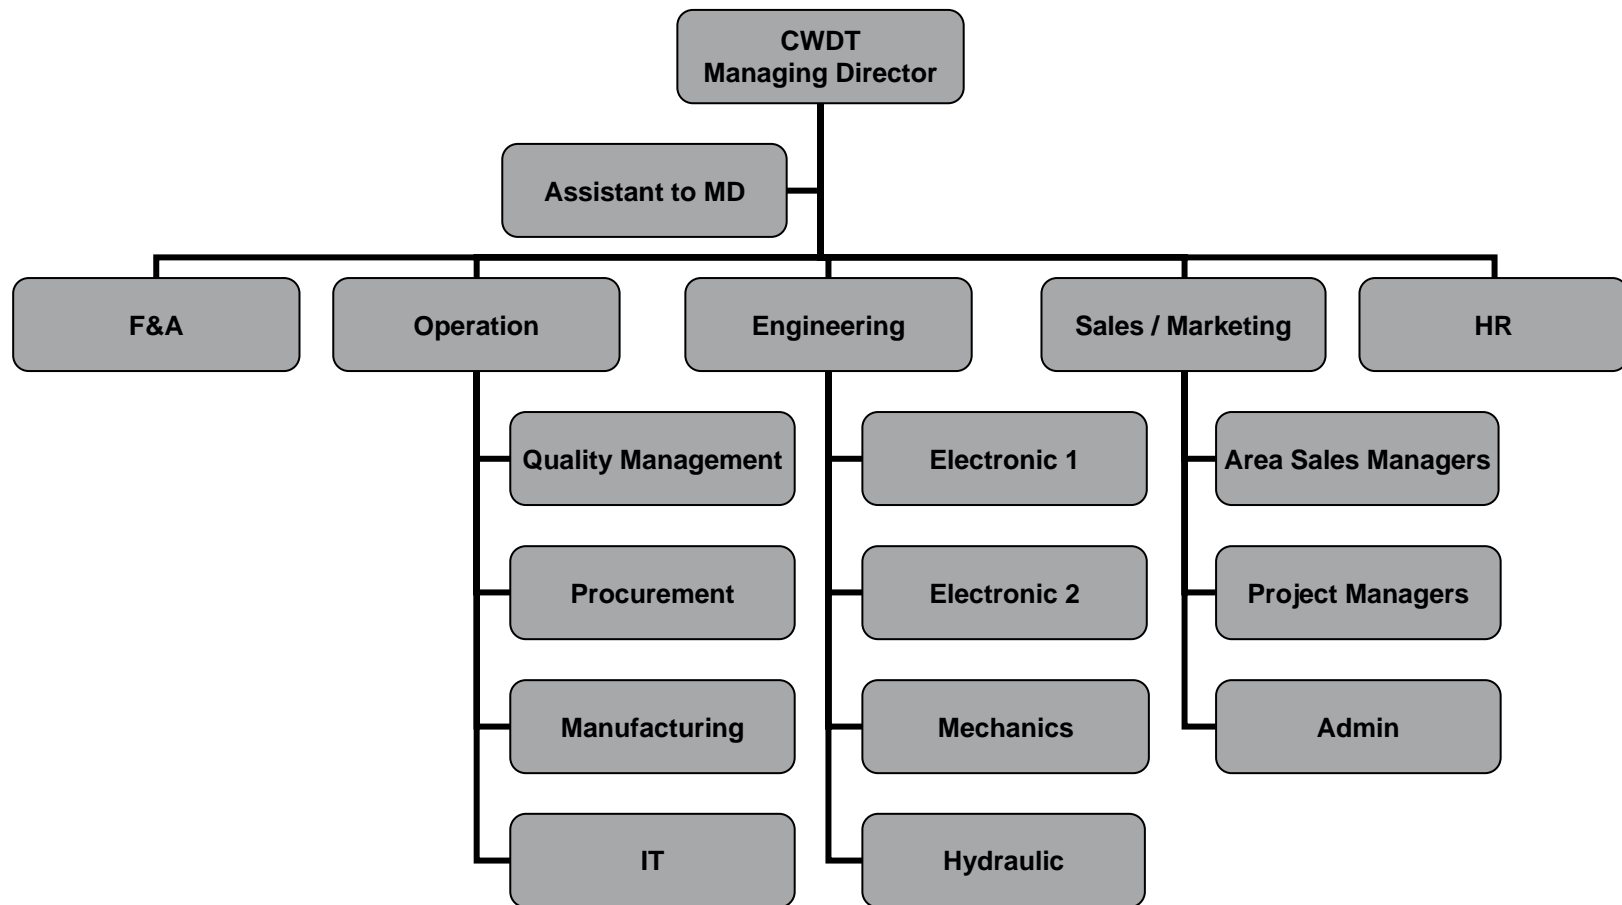 CWDT
Managing Director
Assistant to MD
F&A
Operation
Engineering
Sales / Marketing
HR
Quality Management
Electronic 1
Area Sales Managers
Procurement
Electronic 2
Project Managers
Manufacturing
Mechanics
Admin
IT
Hydraulic